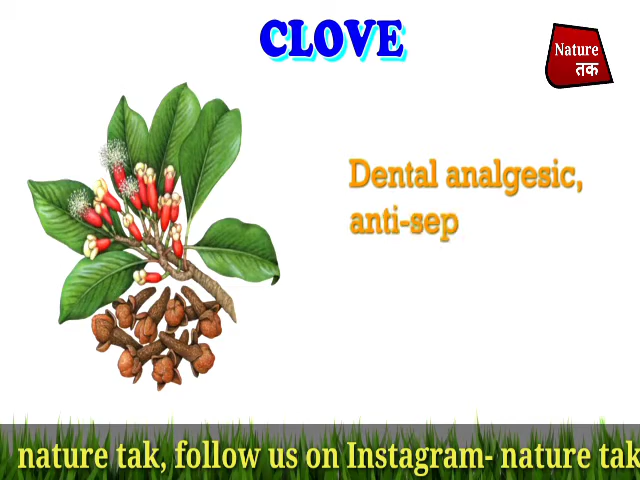 CLOVE
Nature
तक
Dental analgesic,
anti-sep
nature tak, follow us on Instagram- nature tak